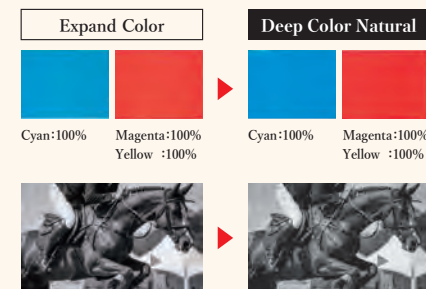 Expand Color
Deep Color Natural
Cyan:100%
Magenta:100%
Yellow :100%
Cyan:100%
Magenta:100%
Yellow :100%